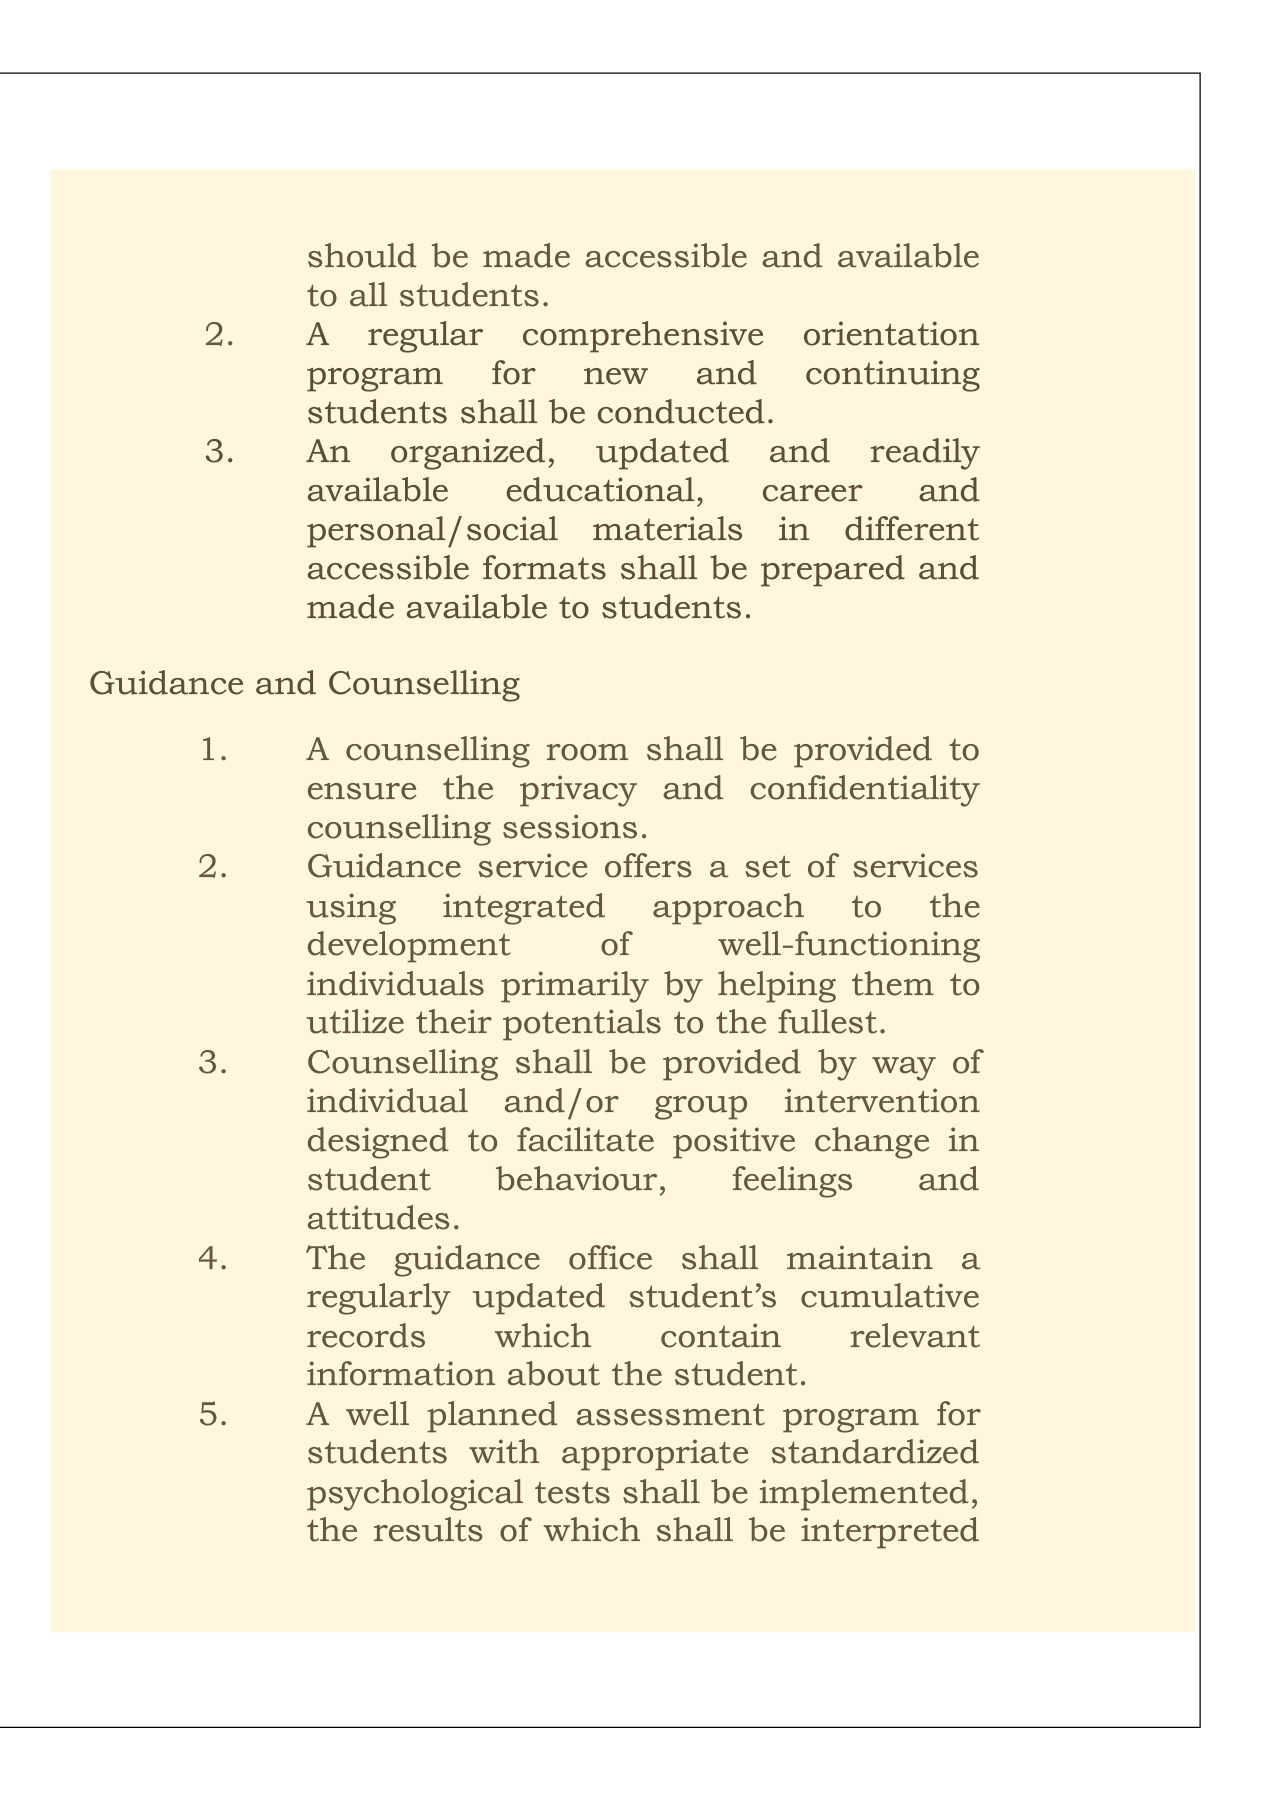 should be made accessible and available
to all students.
2. A regular comprehensive orientation
program for new and continuing
students shall be conducted.
3. An organized, updated and readily
available educational, career and
personal/social materials in different
accessible formats shall be prepared and
made available to students.
Guidance and Counselling
1. A counselling room shall be provided to
ensure the privacy and confidentiality
counselling sessions.
2. Guidance service offers a set of services
using integrated approach to the
development of well-functioning
individuals primarily by helping them to
utilize their potentials to the fullest.
3. Counselling shall be provided by way of
individual and/or group intervention
designed to facilitate positive change in
student behaviour, feelings and
attitudes.
4. The guidance office shall maintain a
regularly updated student’s cumulative
records which contain relevant
information about the student.
5. A well planned assessment program for
students with appropriate standardized
psychological tests shall be implemented,
the results of which shall be interpreted